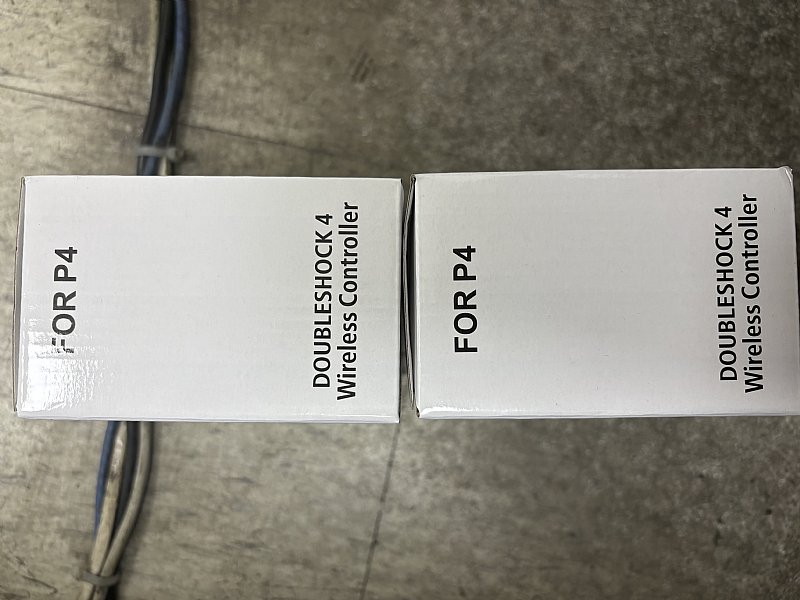 FOR P4
DOUBLESHOCK 4
Wireless Controller
FOR P4
DOUBLESHOCK 4
Wireless Controller